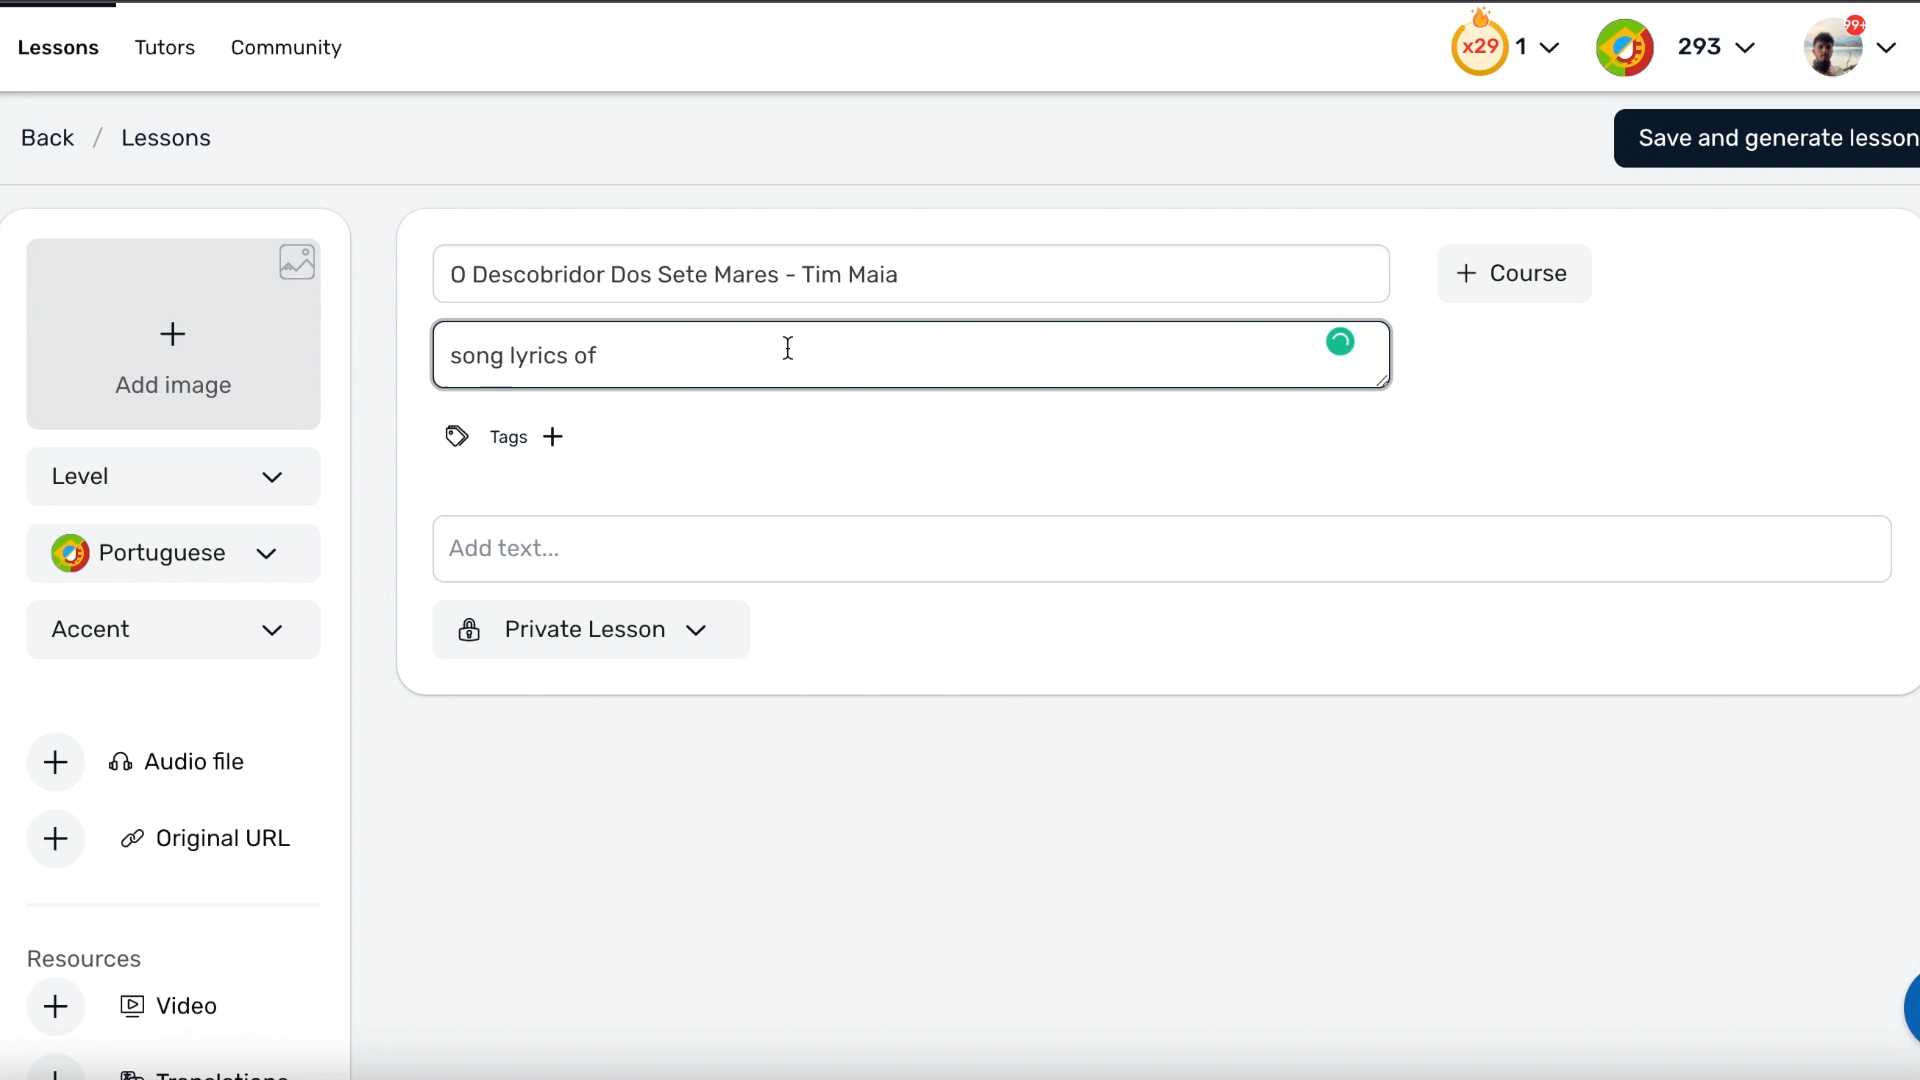 Lessons Tutors Community x29 1 293 99+
Back / Lessons Save and generate lesson
Add image
O Descobridor Dos Sete Mares - Tim Maia
+ Course
song lyrics of
Tags +
Level
Portuguese
Accent
Add text...
Private Lesson
Audio file
Original URL
Resources
Video
Translations